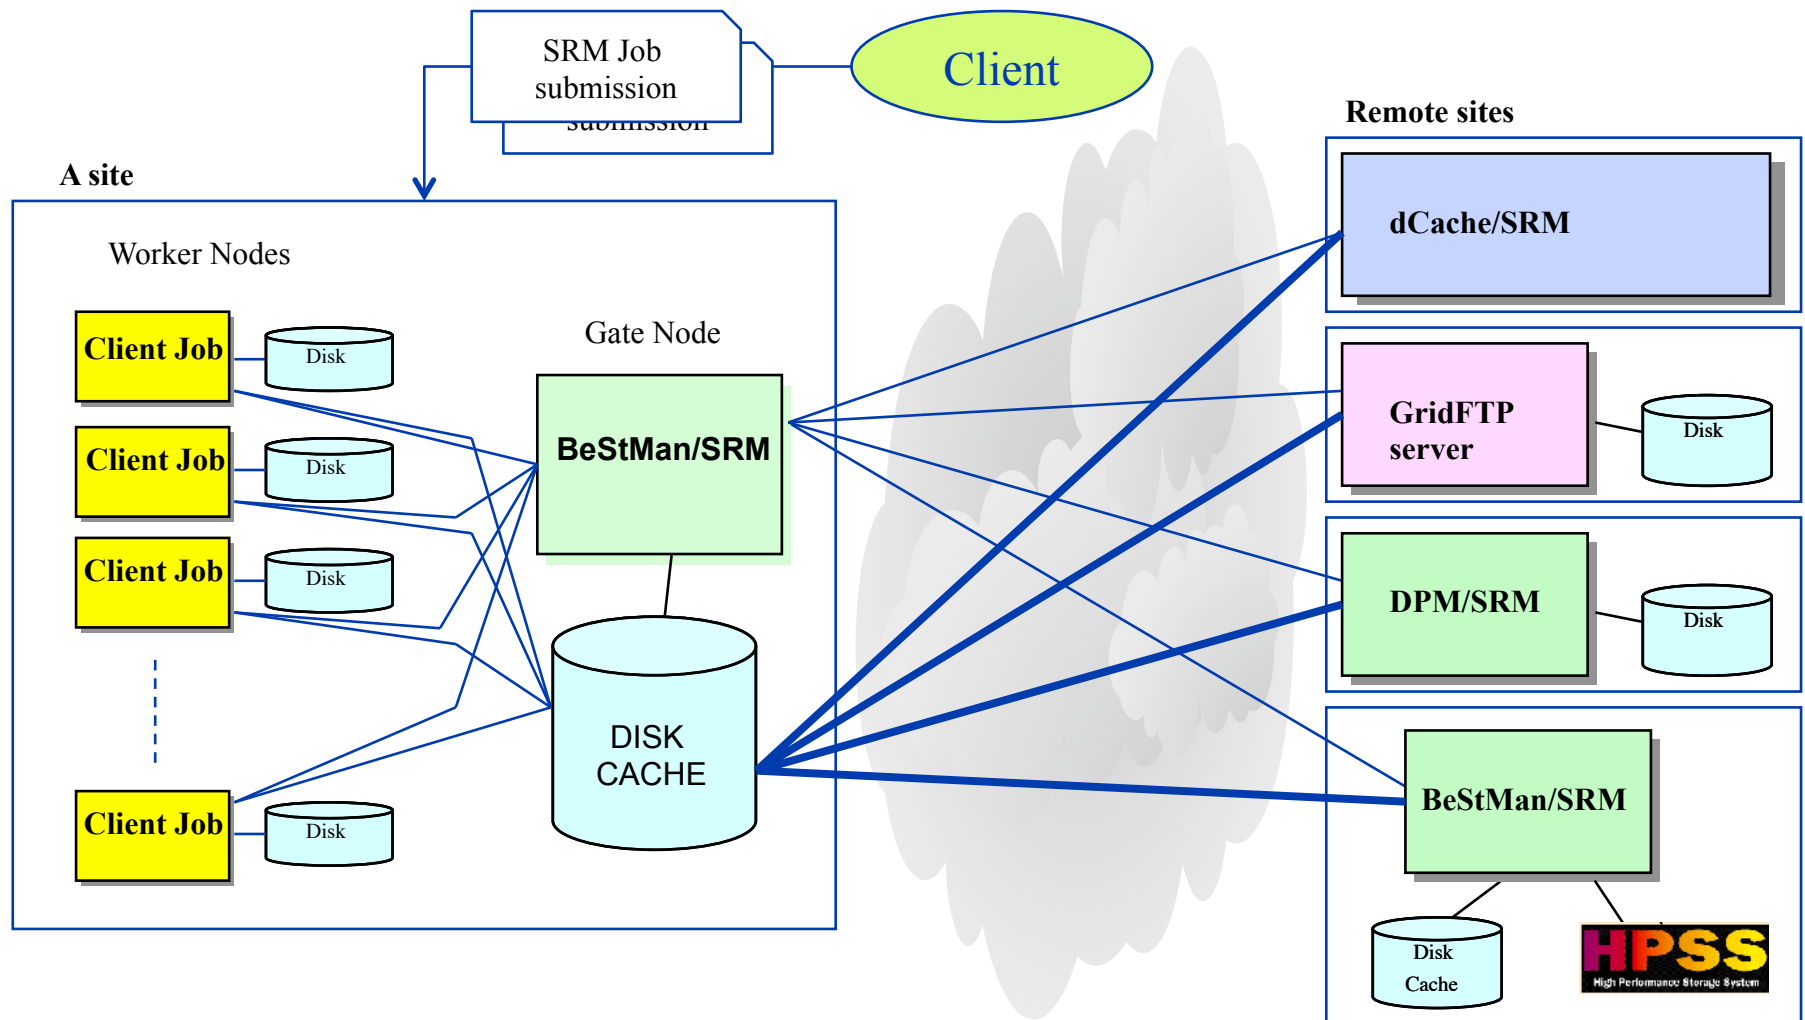 SRM Job
submission
submission
Client
Remote sites
A site
dCache/SRM
Worker Nodes
Gate Node
Client Job
Disk
Client Job
Disk
Client Job
Disk
Client Job
Disk
BeStMan/SRM
DISK
CACHE
GridFTP
server
Disk
DPM/SRM
Disk
BeStMan/SRM
Disk
Cache
HPSS
High Performance Storage System